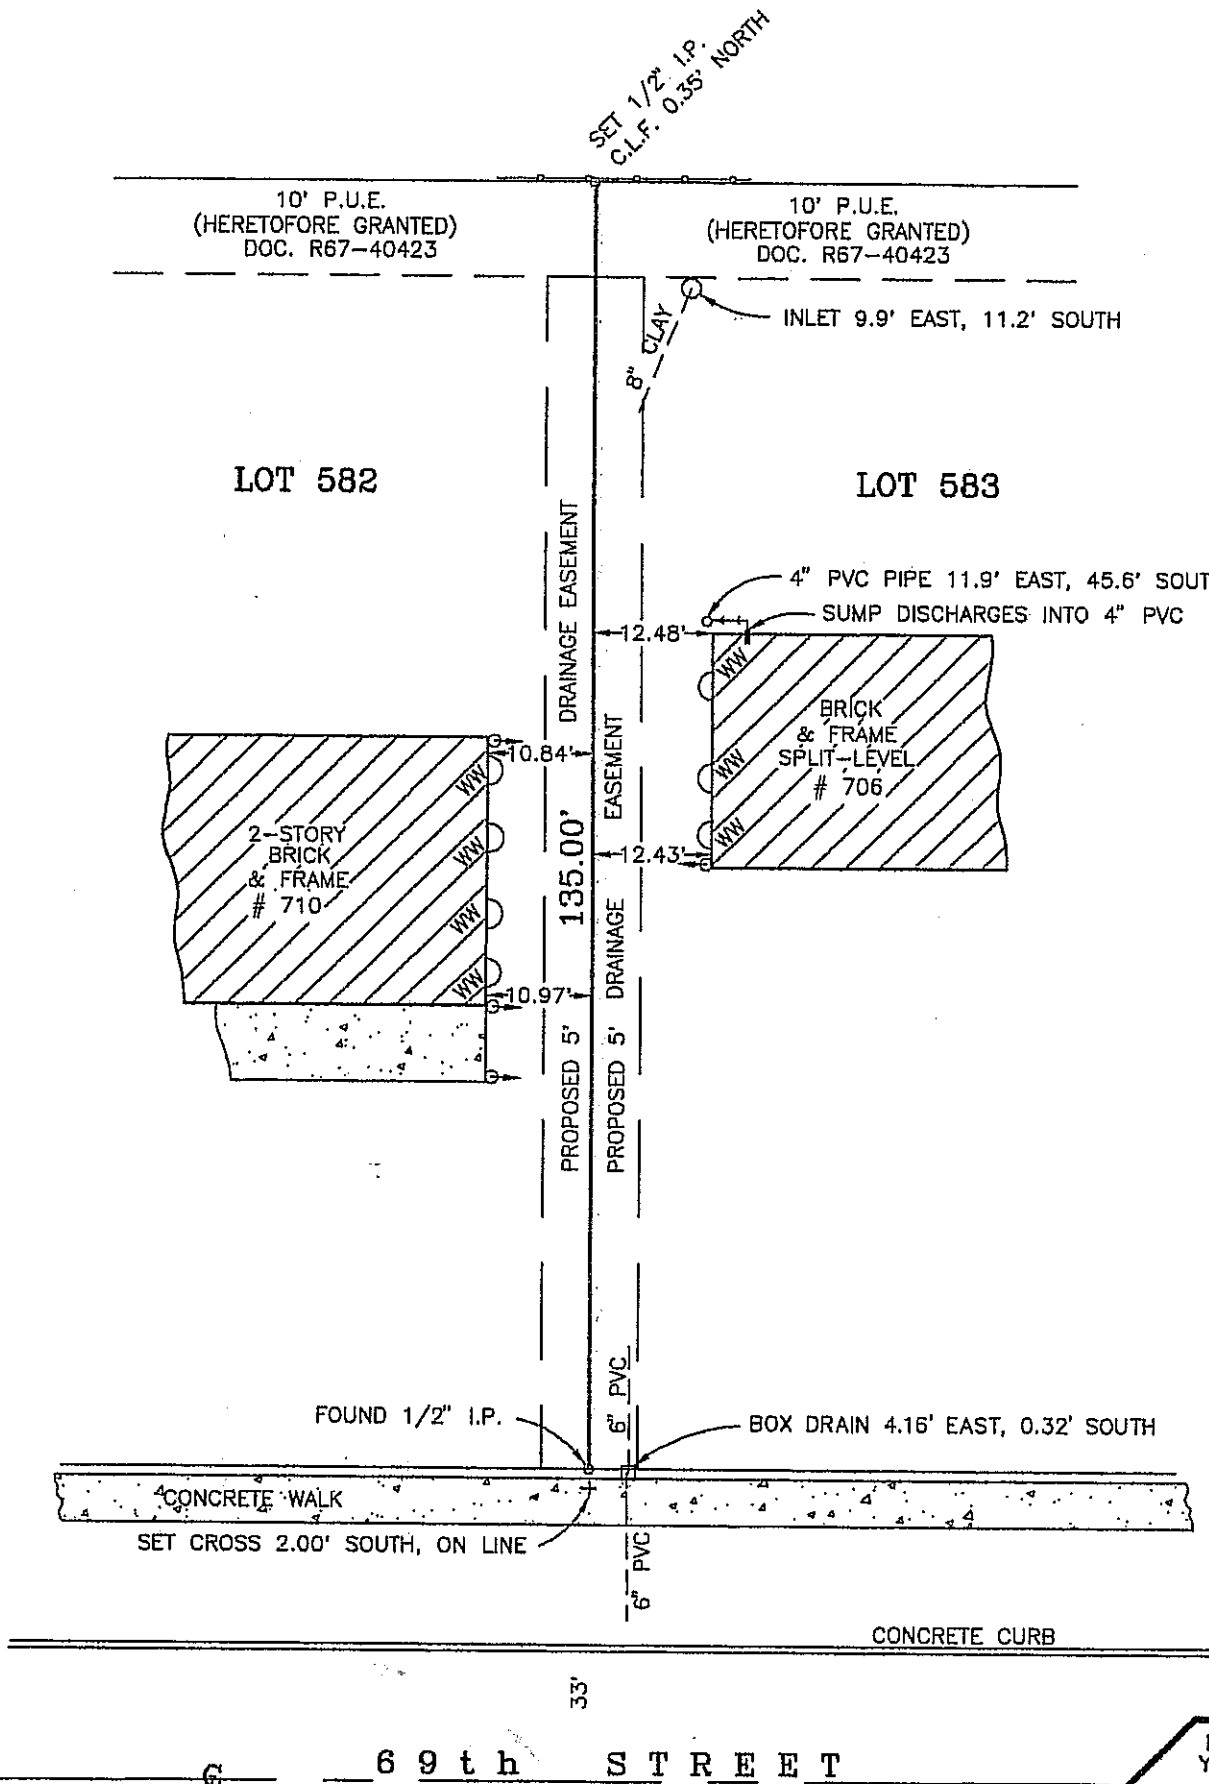 SET 1/2" I.P.
C.L.F. 0.35' NORTH
10' P.U.E.
(HERETOFORE GRANTED)
DOC. R67-40423
10' P.U.E.
(HERETOFORE GRANTED)
DOC. R67-40423
INLET 9.9' EAST, 11.2' SOUTH
8" CLAY
LOT 582
LOT 583
4" PVC PIPE 11.9' EAST, 45.6' SOUT
SUMP DISCHARGES INTO 4" PVC
12.48'
WW
WW
WW
BRICK
& FRAME
SPLIT-LEVEL
# 706
10.84'
12.43'
135.00'
2-STORY
BRICK
& FRAME
# 710
WW
WW
WW
WW
10.97'
PROPOSED 5' DRAINAGE EASEMENT
PROPOSED 5' DRAINAGE EASEMENT
6" PVC
FOUND 1/2" I.P.
BOX DRAIN 4.16' EAST, 0.32' SOUTH
CONCRETE WALK
SET CROSS 2.00' SOUTH, ON LINE
6" PVC
CONCRETE CURB
33'
69th STREET